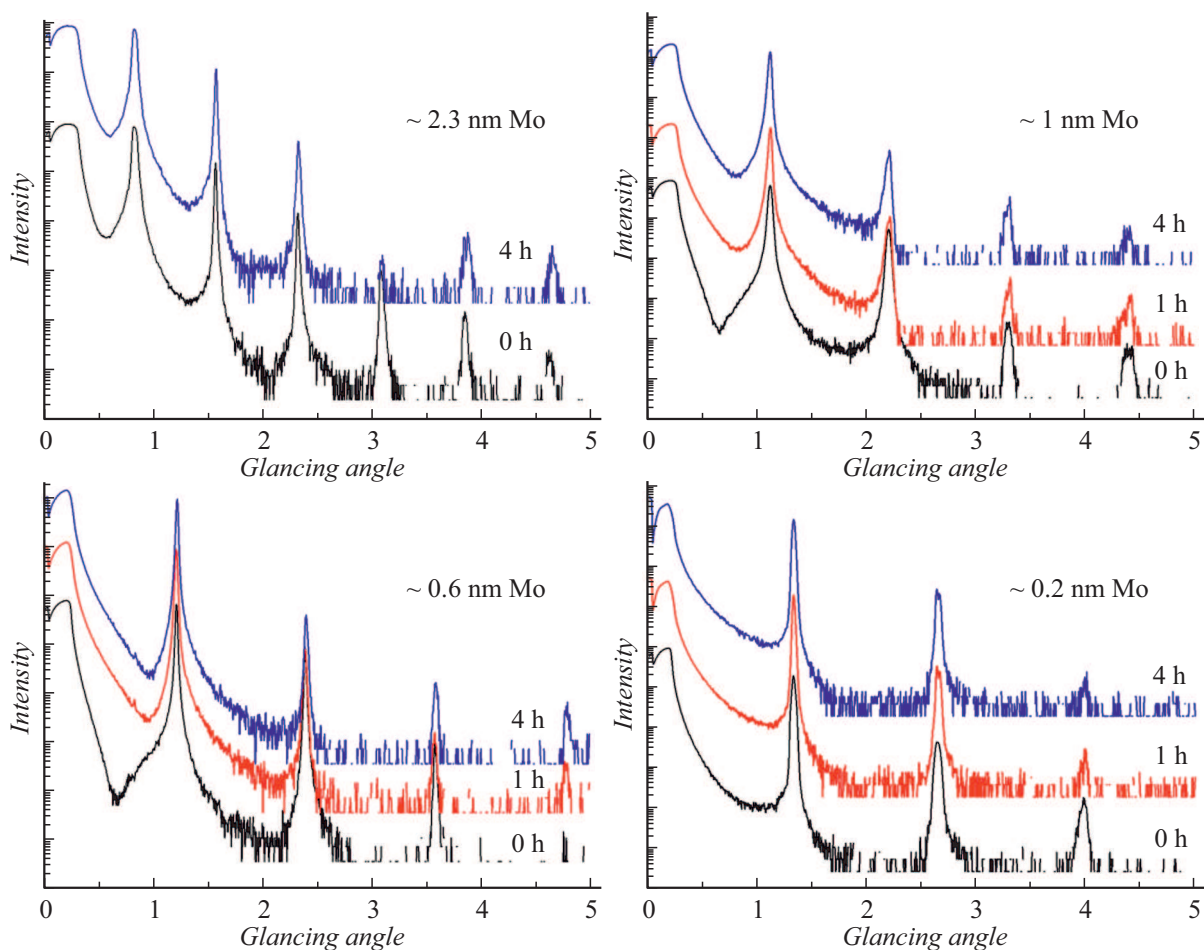 Intensity
~ 2.3 nm Mo
4 h
0 h
0 1 2 3 4 5
Glancing angle
Intensity
~ 1 nm Mo
4 h
1 h
0 h
0 1 2 3 4 5
Glancing angle
Intensity
~ 0.6 nm Mo
4 h
1 h
0 h
0 1 2 3 4 5
Glancing angle
Intensity
~ 0.2 nm Mo
4 h
1 h
0 h
0 1 2 3 4 5
Glancing angle